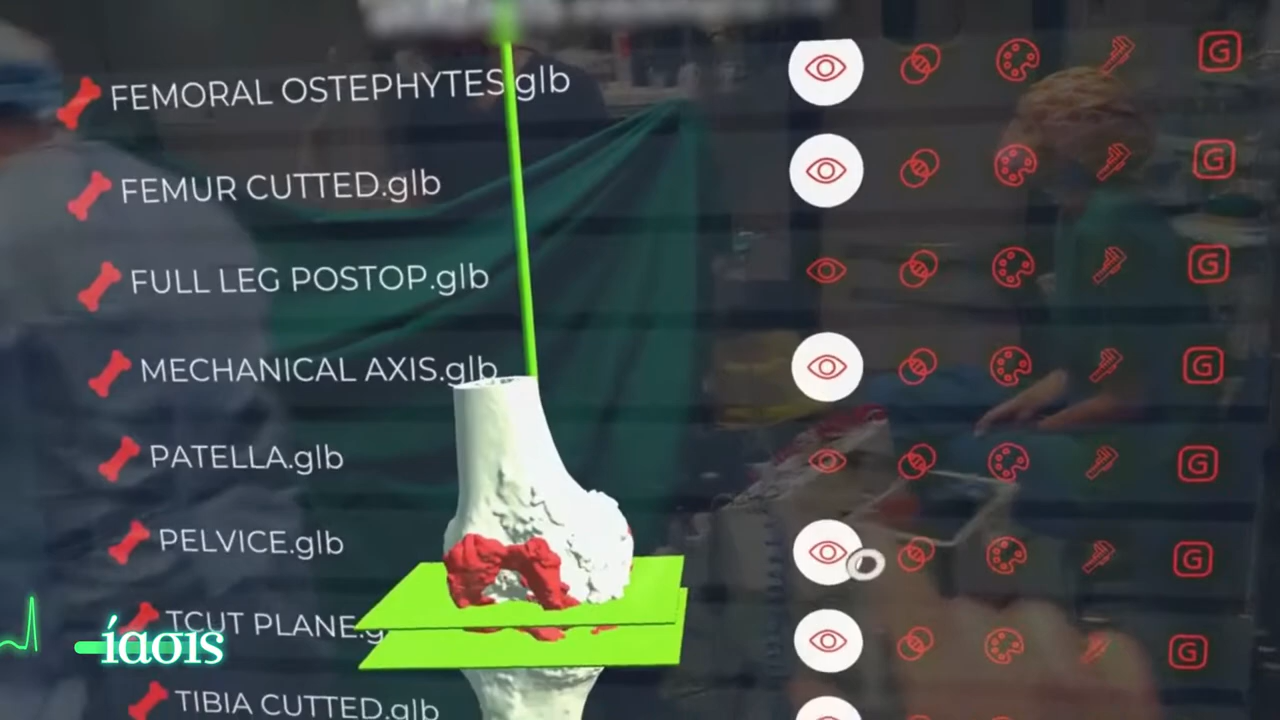 FEMORAL OSTEPHYTES.glb
G
FEMUR CUTTED.glb
G
FULL LEG POSTOP.glb
G
MECHANICAL AXIS.glb
G
PATELLA.glb
G
PELVICE.glb
G
TCUT PLANE.g
G
ίασις
TIBIA CUTTED.glb